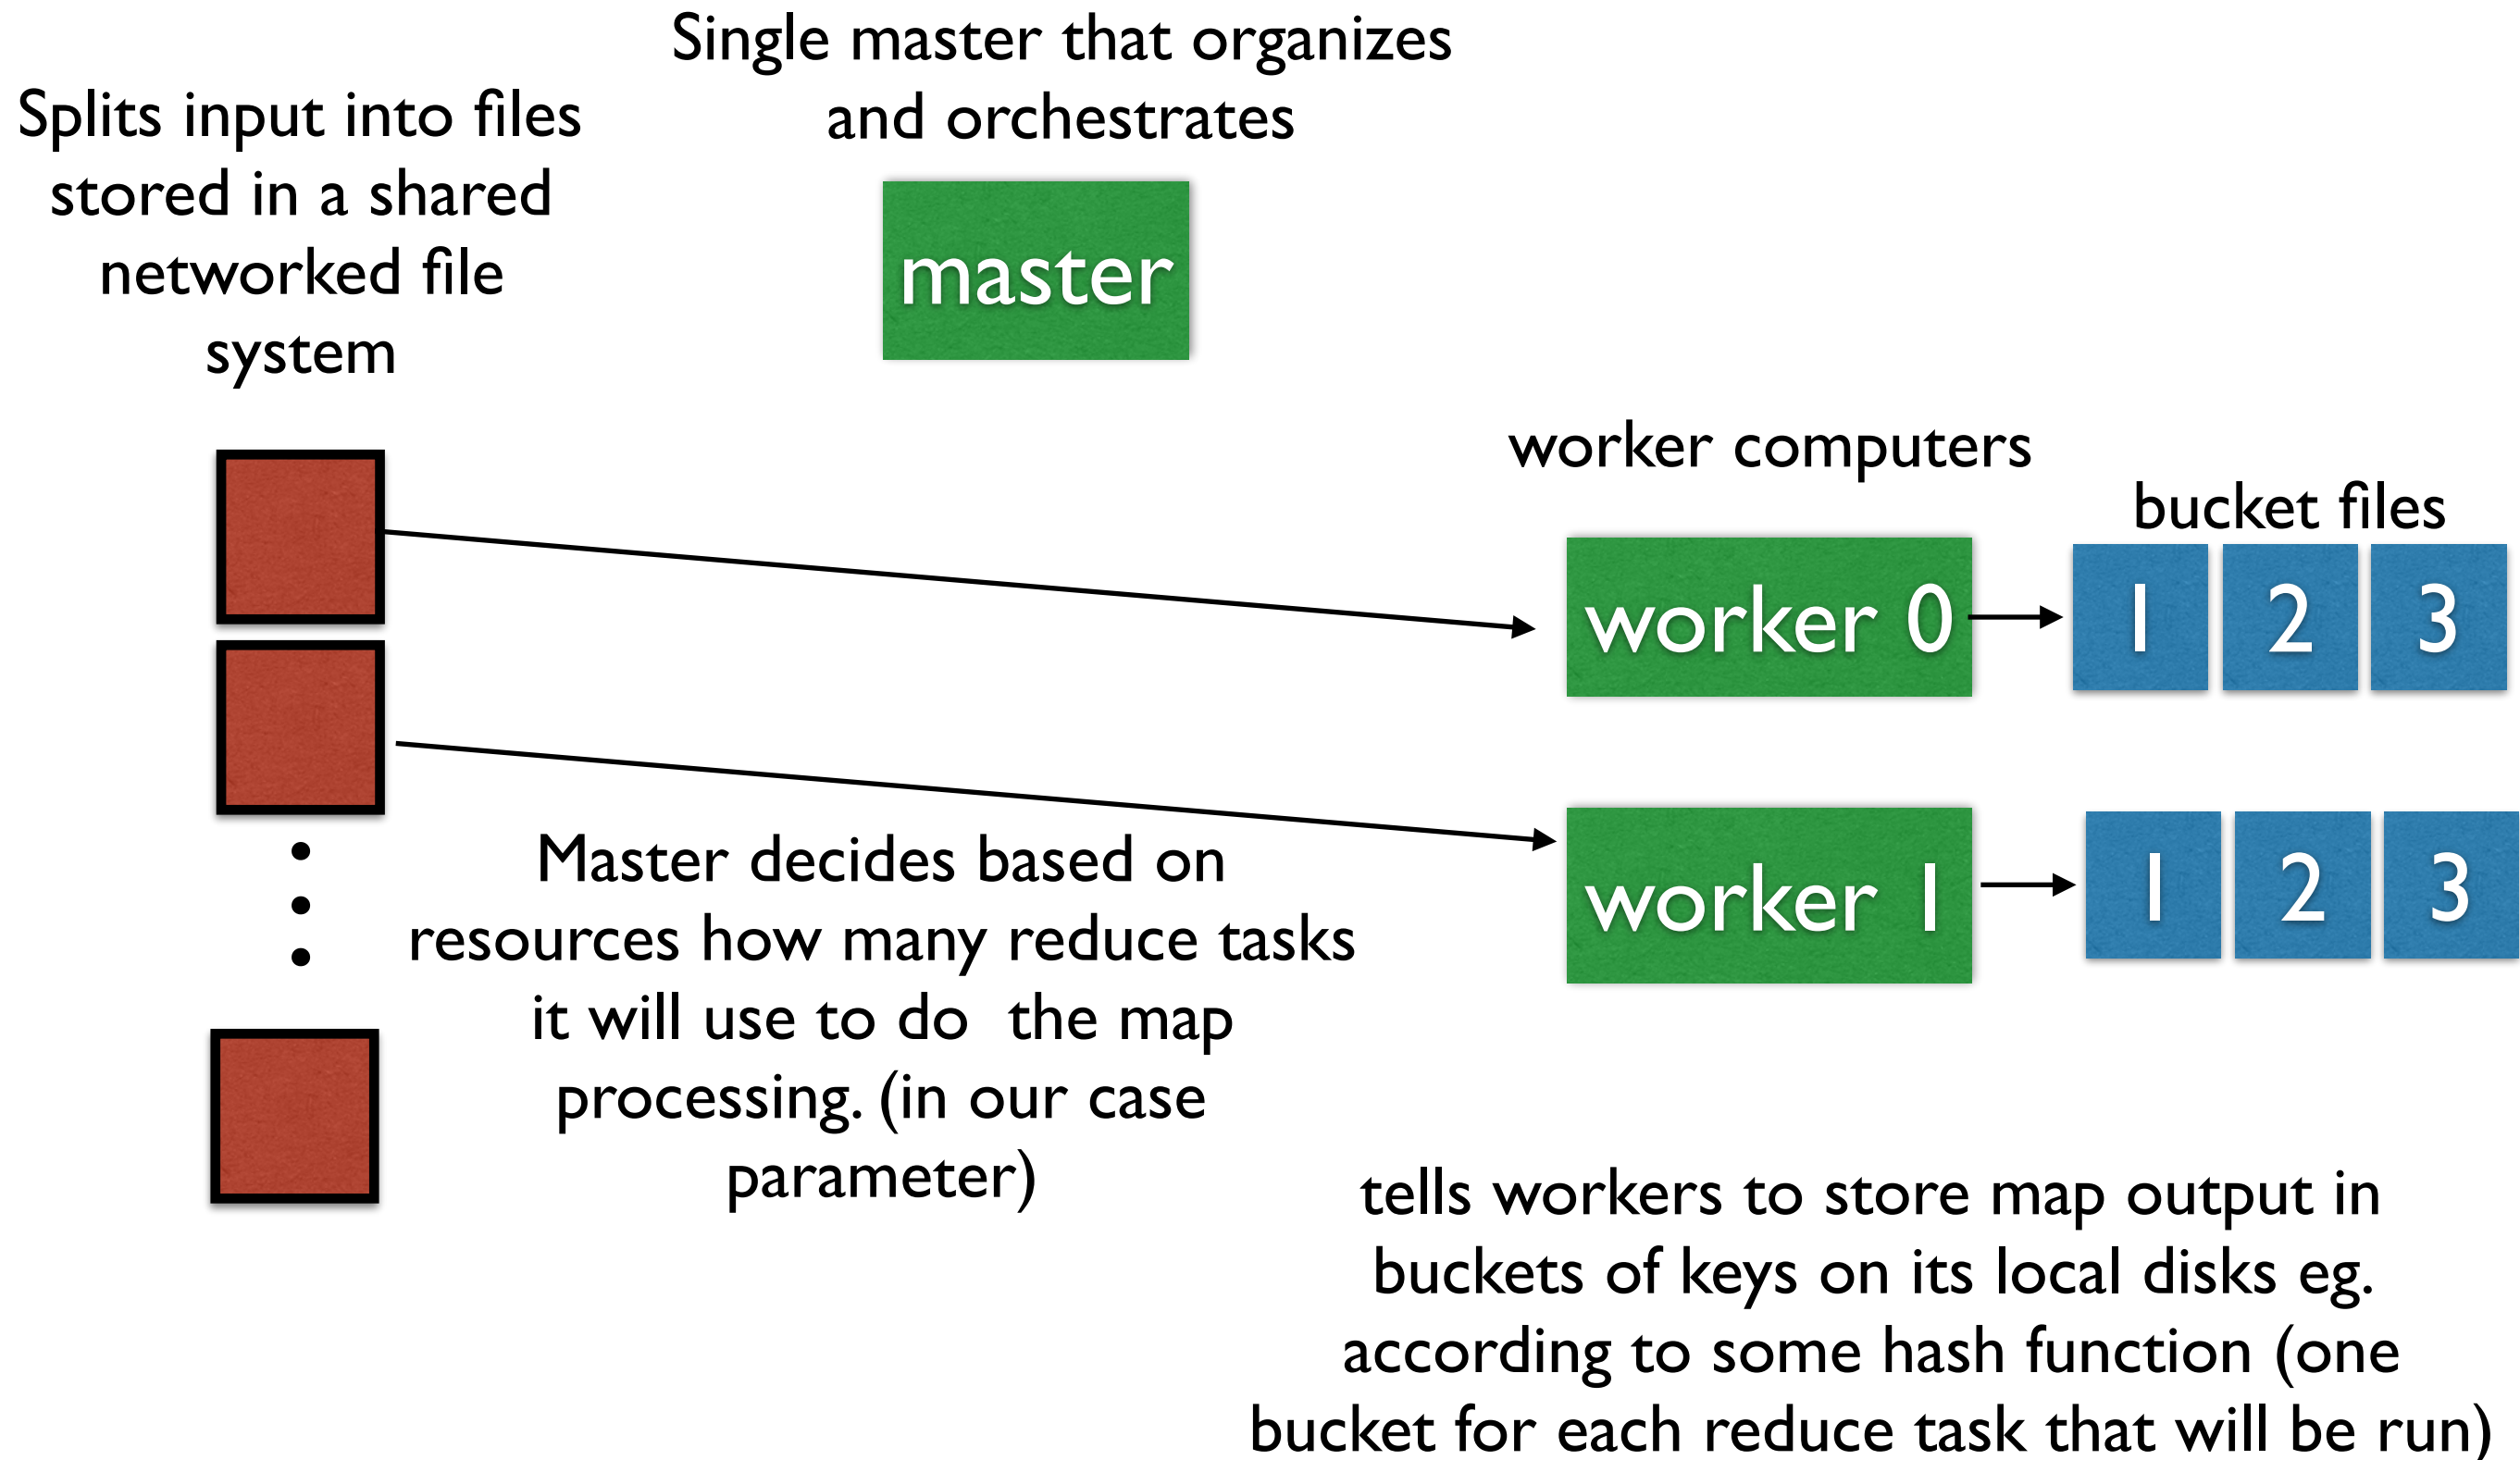 Single master that organizes
and orchestrates
Splits input into files
stored in a shared
networked file
system
master
worker computers
bucket files
worker 0
1 2 3
worker 1
1 2 3
Master decides based on
resources how many reduce tasks
it will use to do  the map
processing. (in our case
parameter)
tells workers to store map output in
buckets of keys on its local disks eg.
according to some hash function (one
bucket for each reduce task that will be run)